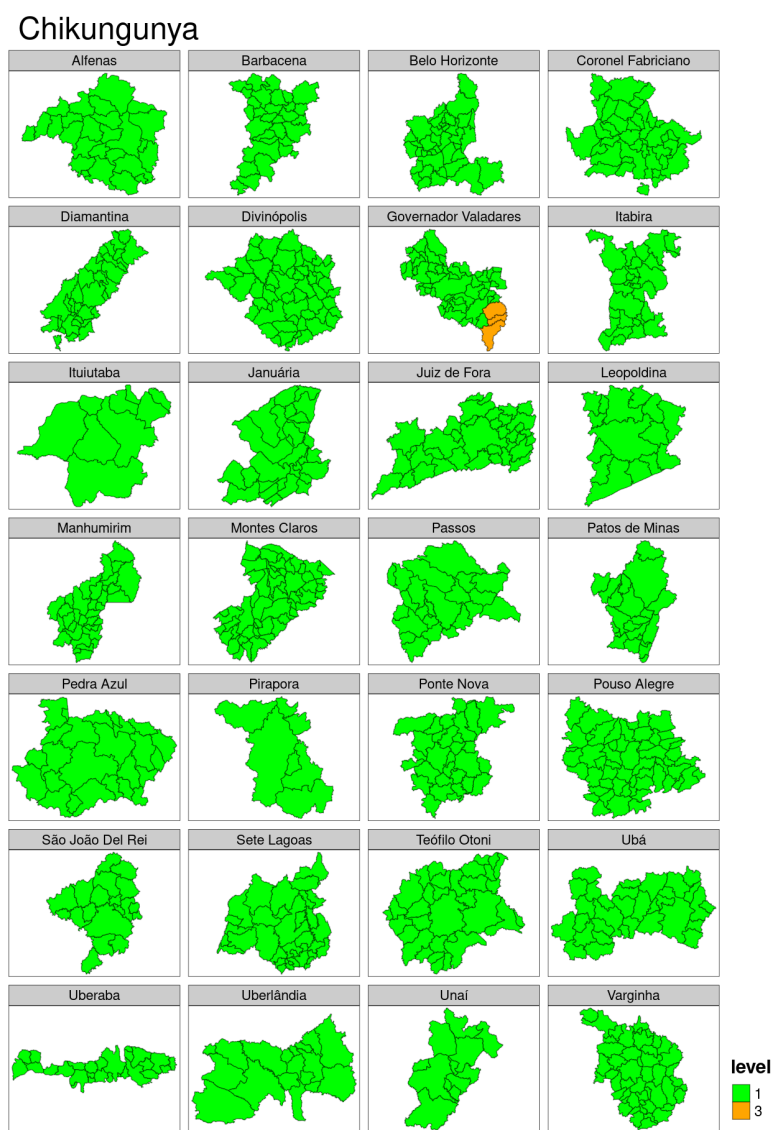 Chikungunya
Alfenas
Barbacena
Belo Horizonte
Coronel Fabriciano
Diamantina
Divinópolis
Governador Valadares
Itabira
Ituiutaba
Januária
Juiz de Fora
Leopoldina
Manhumirim
Montes Claros
Passos
Patos de Minas
Pedra Azul
Pirapora
Ponte Nova
Pouso Alegre
São João Del Rei
Sete Lagoas
Teófilo Otoni
Ubá
Uberaba
Uberlândia
Unaí
Varginha
level
1
3